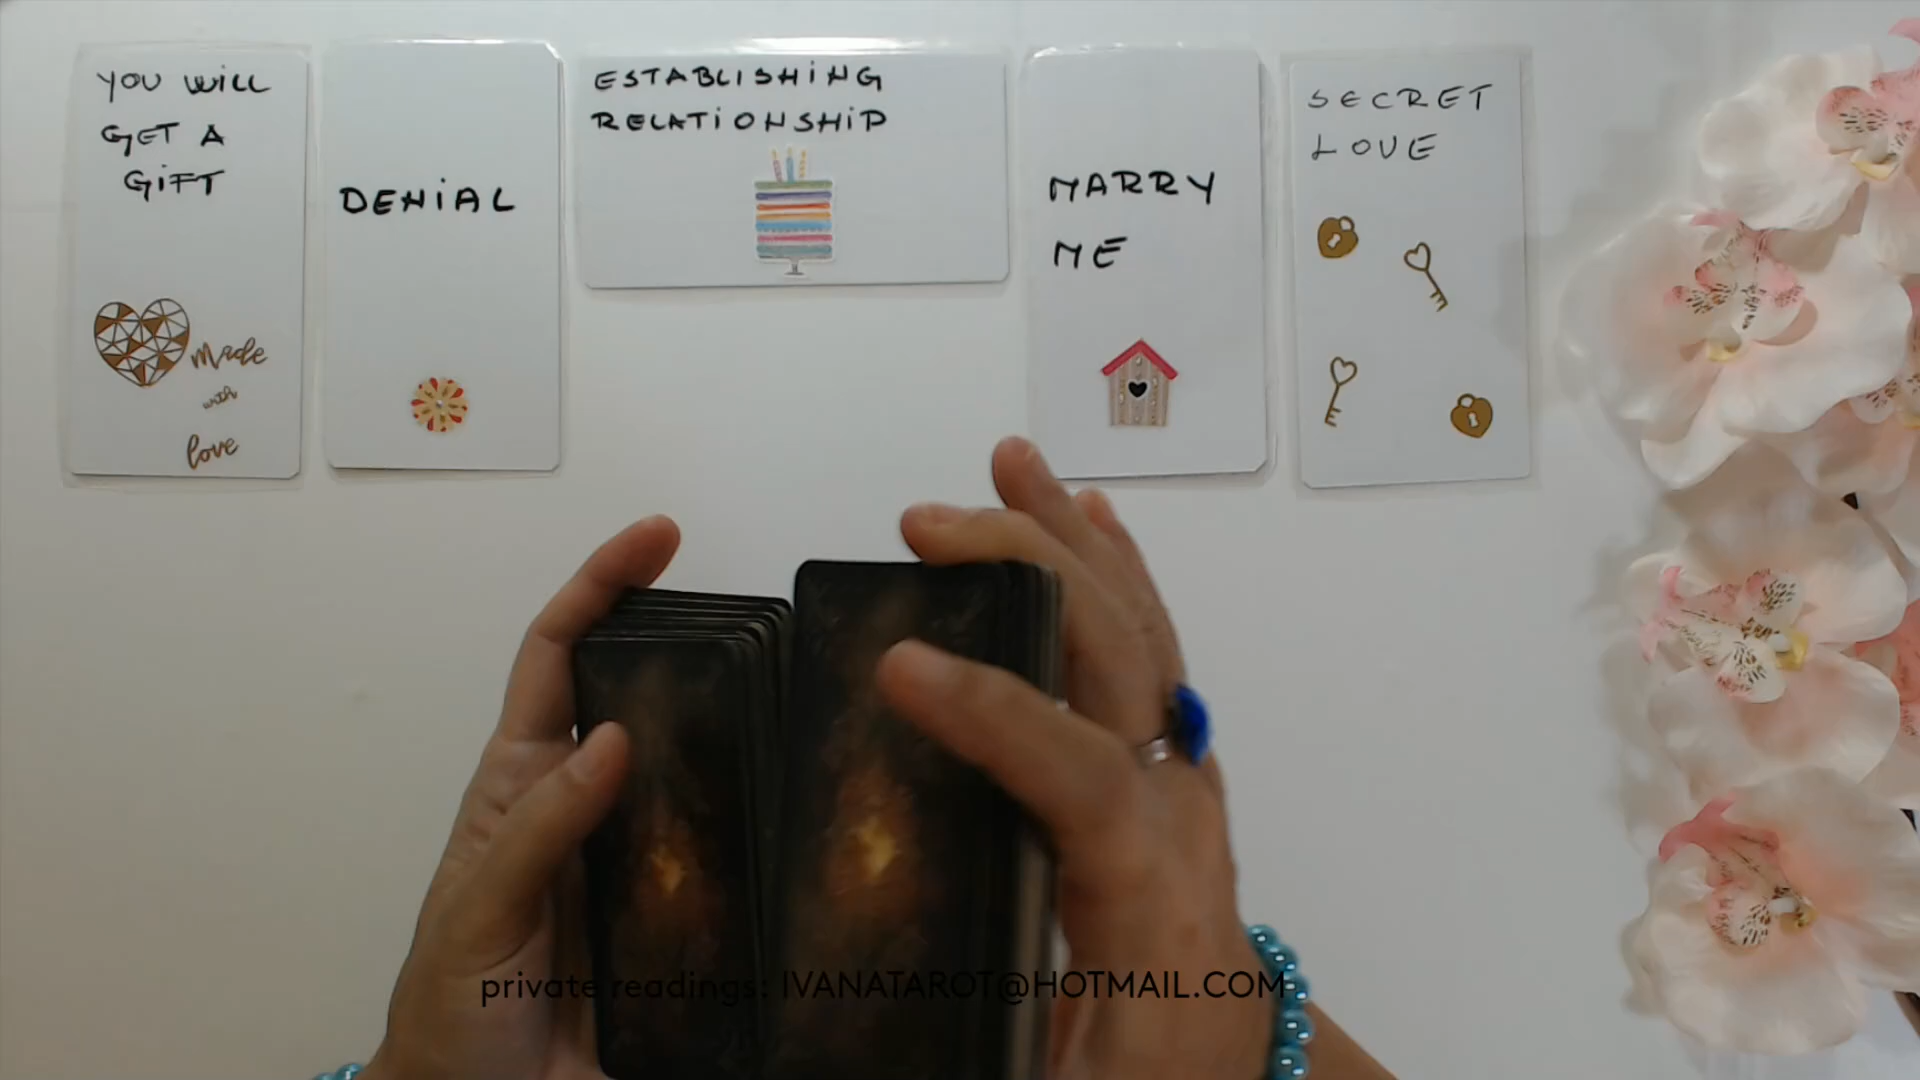 YOU WILL
GET A
GIFT
made
with
love
DENIAL
ESTABLISHING
RELATIONSHIP
MARRY
ME
SECRET
LOVE
private readings: IVANATAROT@HOTMAIL.COM